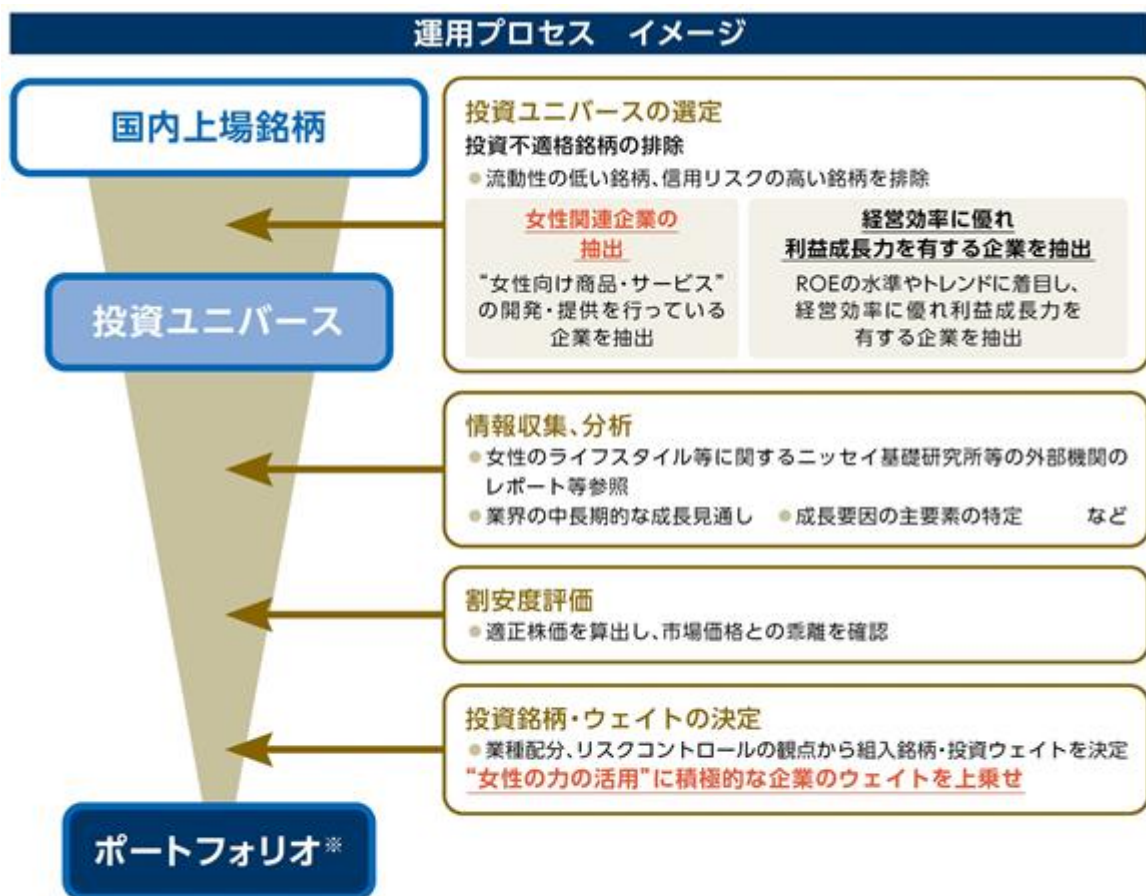 運用プロセス　イメージ
国内上場銘柄
投資ユニバースの選定
投資不適格銘柄の排除
●流動性の低い銘柄、信用リスクの高い銘柄を排除
女性関連企業の
抽出
“女性向け商品・サービス”
の開発・提供を行っている
企業を抽出
経営効率に優れ
利益成長力を有する企業を抽出
ROEの水準やトレンドに着目し、
経営効率に優れ利益成長力を
有する企業を抽出
投資ユニバース
情報収集、分析
●女性のライフスタイル等に関するニッセイ基礎研究所等の外部機関の
レポート等参照
●業界の中長期的な成長見通し　●成長要因の主要素の特定　など
割安度評価
●適正株価を算出し、市場価格との乖離を確認
投資銘柄・ウェイトの決定
●業種配分、リスクコントロールの観点から組入銘柄・投資ウェイトを決定
“女性の力の活用”に積極的な企業のウェイトを上乗せ
ポートフォリオ※